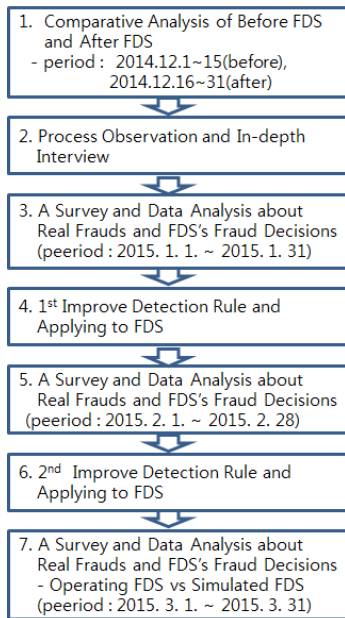 1. Comparative Analysis of Before FDS
and After FDS
- period : 2014.12.1~15(before),
2014.12.16~31(after)
2. Process Observation and In-depth
Interview
3. A Survey and Data Analysis about
Real Frauds and FDS's Fraud Decisions
(peeriod : 2015. 1. 1. ~ 2015. 1. 31)
4. 1st Improve Detection Rule and
Applying to FDS
5. A Survey and Data Analysis about
Real Frauds and FDS's Fraud Decisions
(peeriod : 2015. 2. 1. ~ 2015. 2. 28)
6. 2nd Improve Detection Rule and
Applying to FDS
7. A Survey and Data Analysis about
Real Frauds and FDS's Fraud Decisions
- Operating FDS vs Simulated FDS
(peeriod : 2015. 3. 1. ~ 2015. 3. 31)